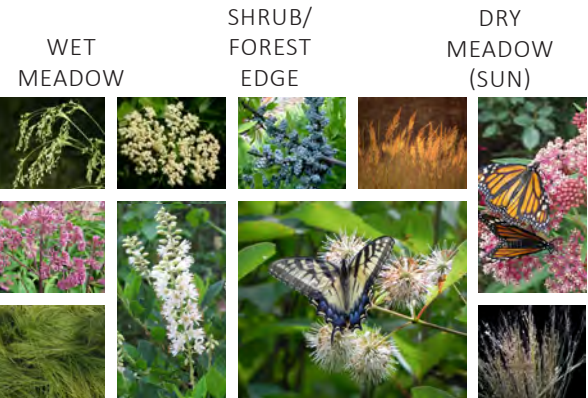 WET
MEADOW
SHRUB/
FOREST
EDGE
DRY
MEADOW
(SUN)